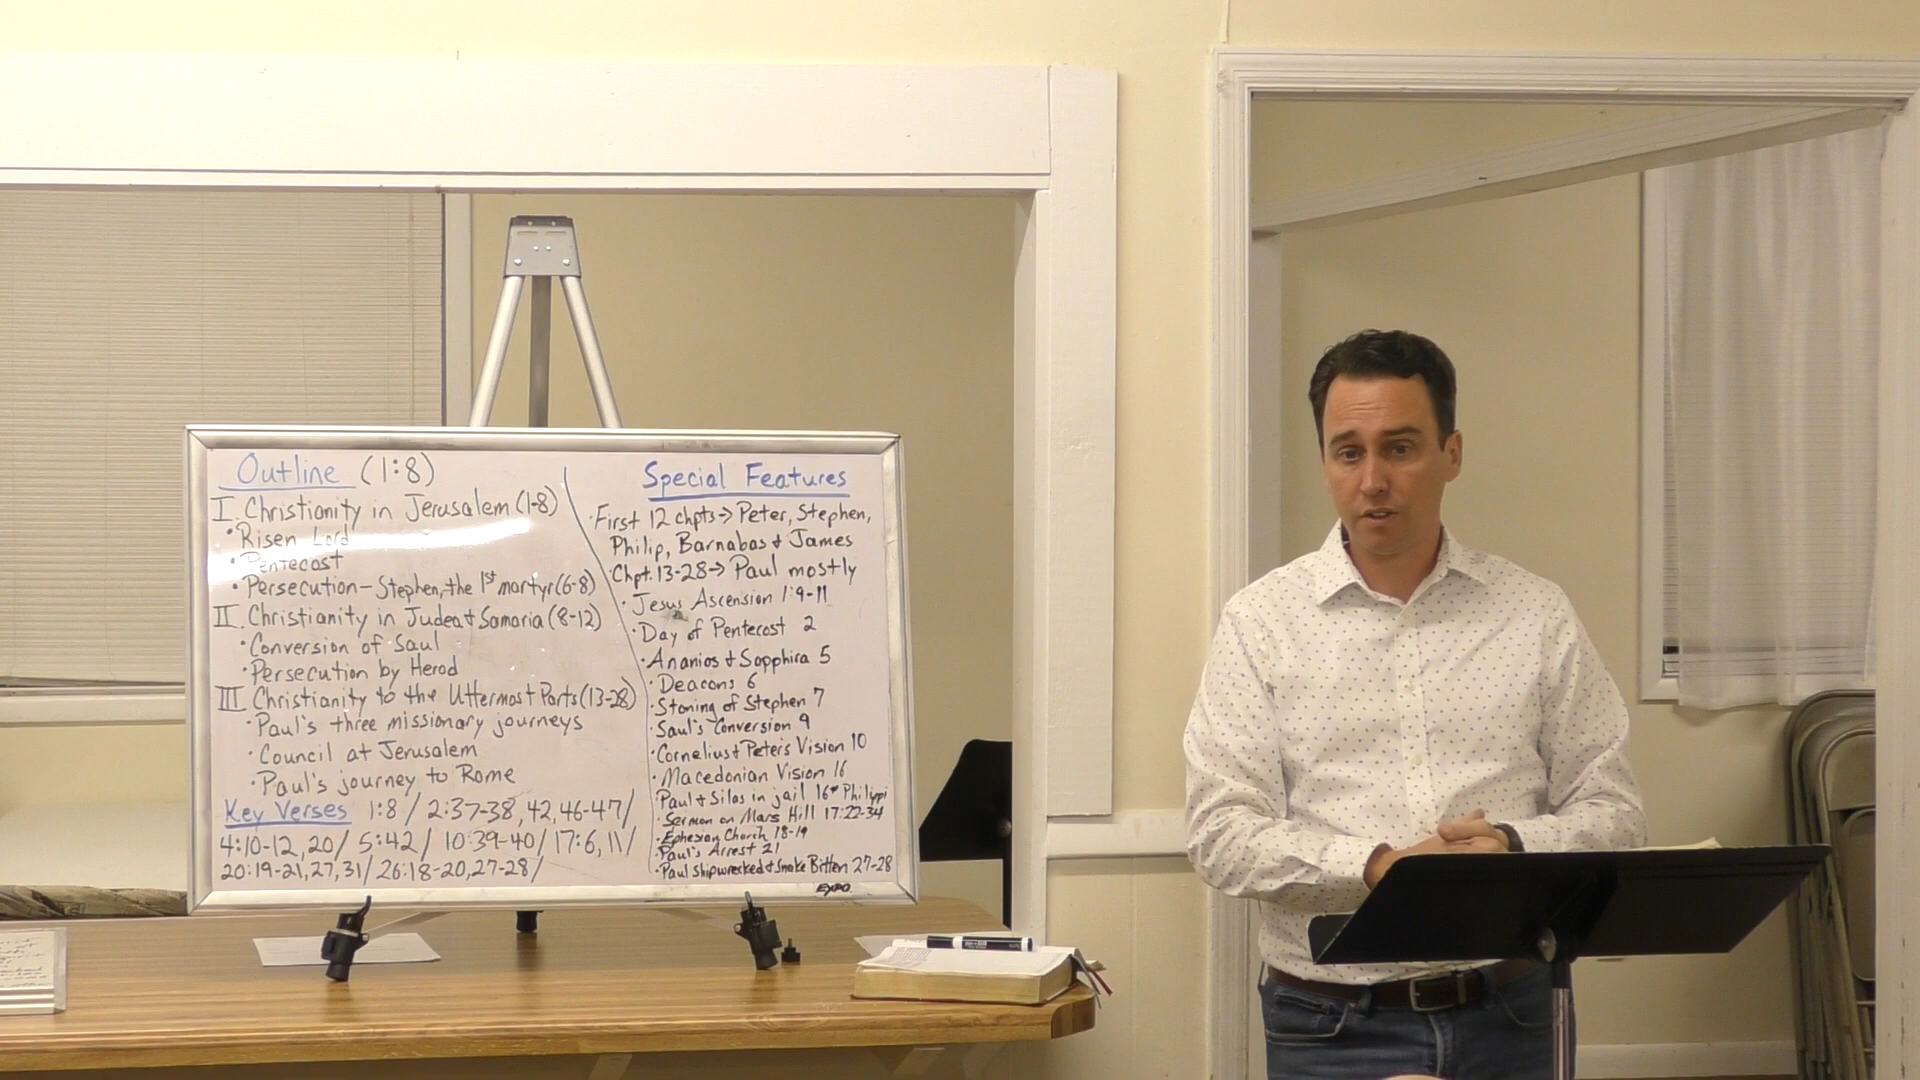 Outline (1:8)
I. Christianity in Jerusalem (1-8)
• Risen Lord
• Pentecost
• Persecution — Stephen, the 1st martyr (6-8)
II. Christianity in Judea & Samaria (8-12)
• Conversion of Saul
• Persecution by Herod
III Christianity to the Uttermost Parts (13-28)
• Paul's three missionary journeys
• Council at Jerusalem
• Paul's journey to Rome
Key Verses 1:8 / 2:37-38, 42, 46-47/
4:10-12, 20/ 5:42/ 10:39-40/ 17:6, 11/
20:19-21, 27, 31/ 26:18-20, 27-28/
Special Features
• First 12 chpts → Peter, Stephen,
Philip, Barnabas & James
• Chpt. 13-28 → Paul mostly
• Jesus Ascension 1:9-11
• Day of Pentecost 2
• Ananias & Sapphira 5
• Deacons 6
• Stoning of Stephen 7
• Saul's Conversion 9
• Cornelius & Peter's Vision 10
• Macedonian Vision 16
• Paul & Silas in jail 16 Philippi
• Sermon on Mars Hill 17:22-34
• Ephesian Church 18-19
• Paul's Arrest 21
• Paul shipwrecked & Snake Bitten 27-28
EXPO